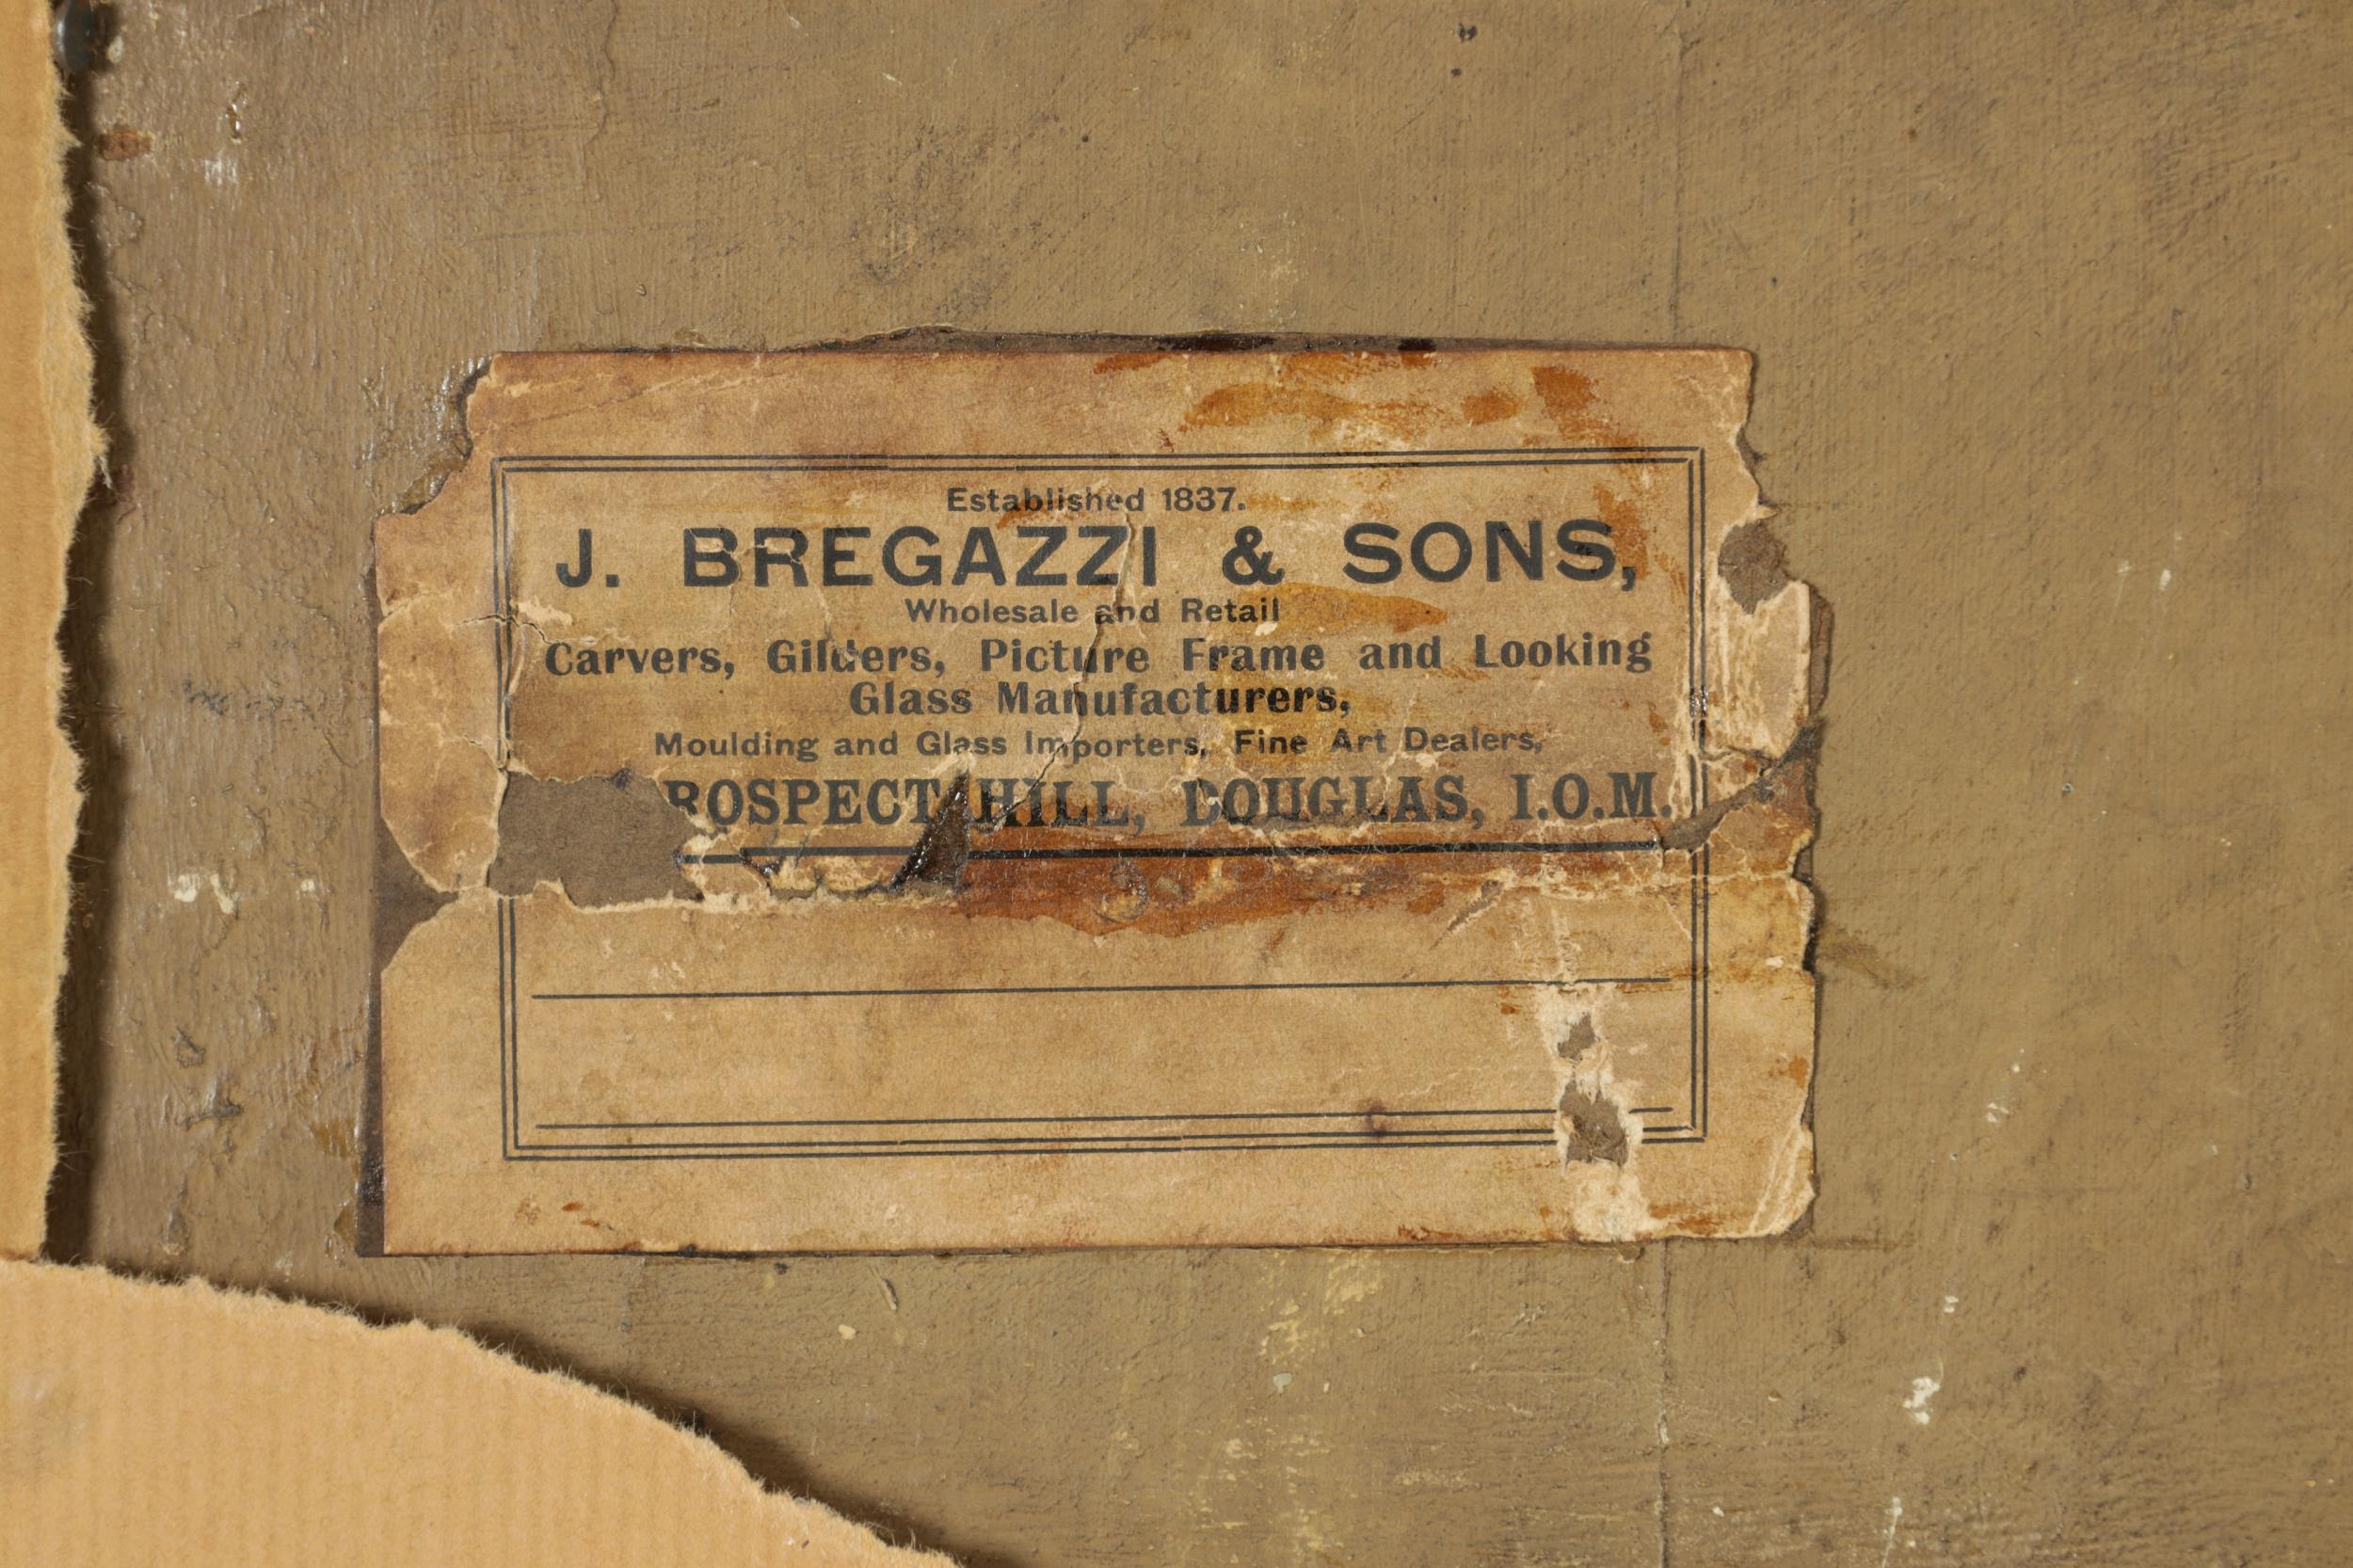 Established 1837.
J. BREGAZZI & SONS,
Wholesale and Retail
Carvers, Gilders, Picture Frame and Looking
Glass Manufacturers,
Moulding and Glass Importers, Fine Art Dealers,
ROSPECT HILL, DOUGLAS, I.O.M.